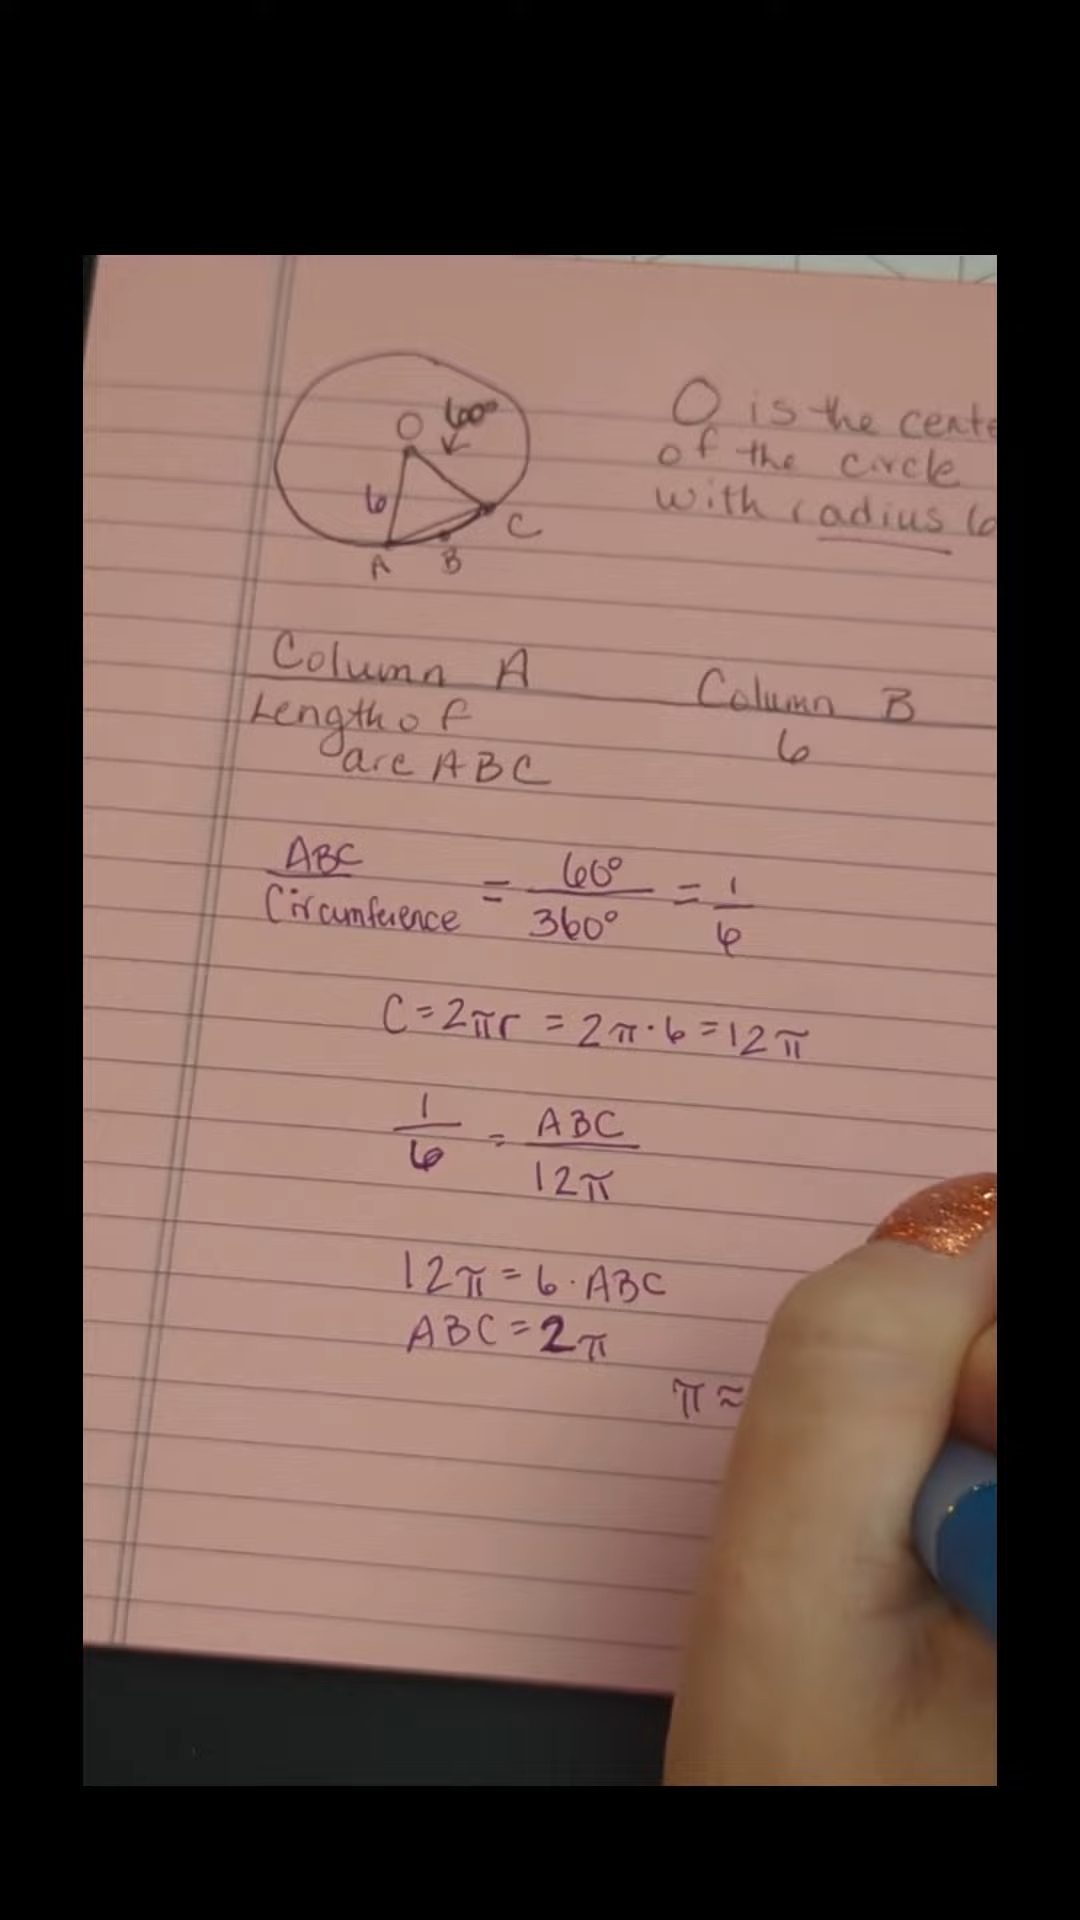 O
60°
6
A
B
C
O is the cente
of the circle
with radius 6
Column A
Column B
Length of
arc ABC
6
ABC/Circumference = 60°/360° = 1/6
C = 2πr = 2π·6 = 12π
1/6 = ABC/12π
12π = 6·ABC
ABC = 2π
π ≈